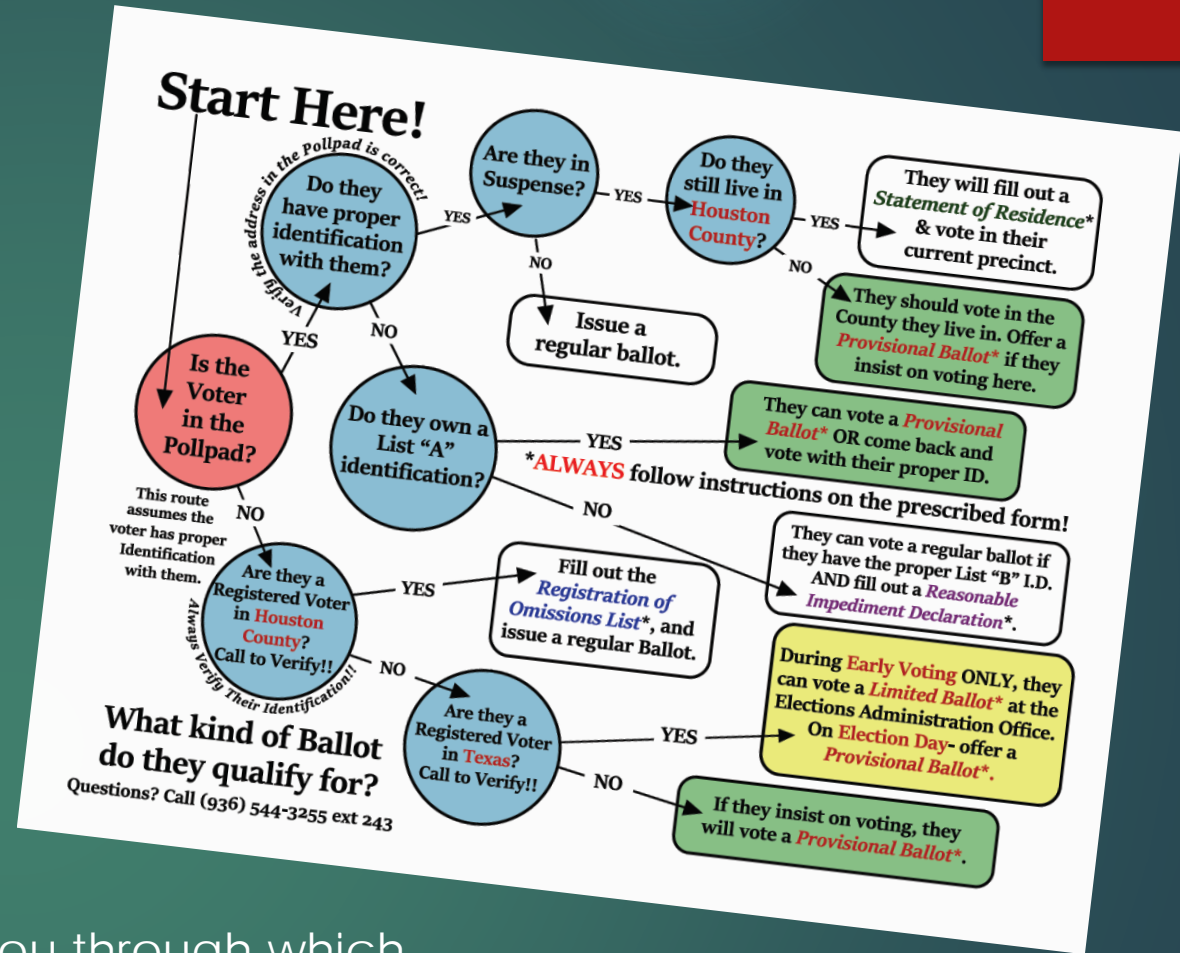 Start Here!
Verify the address in the Pollpad is correct!
Do they
have proper
identification
with them?
YES
Are they in
Suspense?
YES
Do they
still live in
Houston
County?
YES
They will fill out a
Statement of Residence*
& vote in their
current precinct.
NO
They should vote in the
County they live in. Offer a
Provisional Ballot* if they
insist on voting here.
NO
Issue a
regular ballot.
YES
NO
Is the
Voter
in the
Pollpad?
Do they own a
List “A”
identification?
YES
They can vote a Provisional
Ballot* OR come back and
vote with their proper ID.
*ALWAYS follow instructions on the prescribed form!
NO
They can vote a regular ballot if
they have the proper List “B” I.D.
AND fill out a Reasonable
Impediment Declaration*.
This route
assumes the
voter has proper
Identification
with them.
NO
Are they a
Registered Voter
in Houston
County?
Call to Verify!!
Always Verify Their Identification!!
YES
Fill out the
Registration of
Omissions List*, and
issue a regular Ballot.
NO
Are they a
Registered Voter
in Texas?
Call to Verify!!
YES
During Early Voting ONLY, they
can vote a Limited Ballot* at the
Elections Administration Office.
On Election Day- offer a
Provisional Ballot*.
NO
If they insist on voting, they
will vote a Provisional Ballot*.
What kind of Ballot
do they qualify for?
Questions? Call (936) 544-3255 ext 243
ou through which